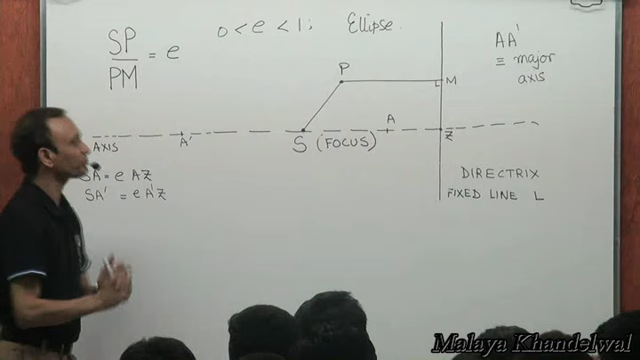 SP
PM
= e
0 < e < 1; Ellipse.
AA'
≡ major
axis
P
M
AXIS
A'
S (FOCUS)
A
Z
SA = e AZ
SA' = e A'Z
DIRECTRIX
FIXED LINE L
Malaya Khandelwal